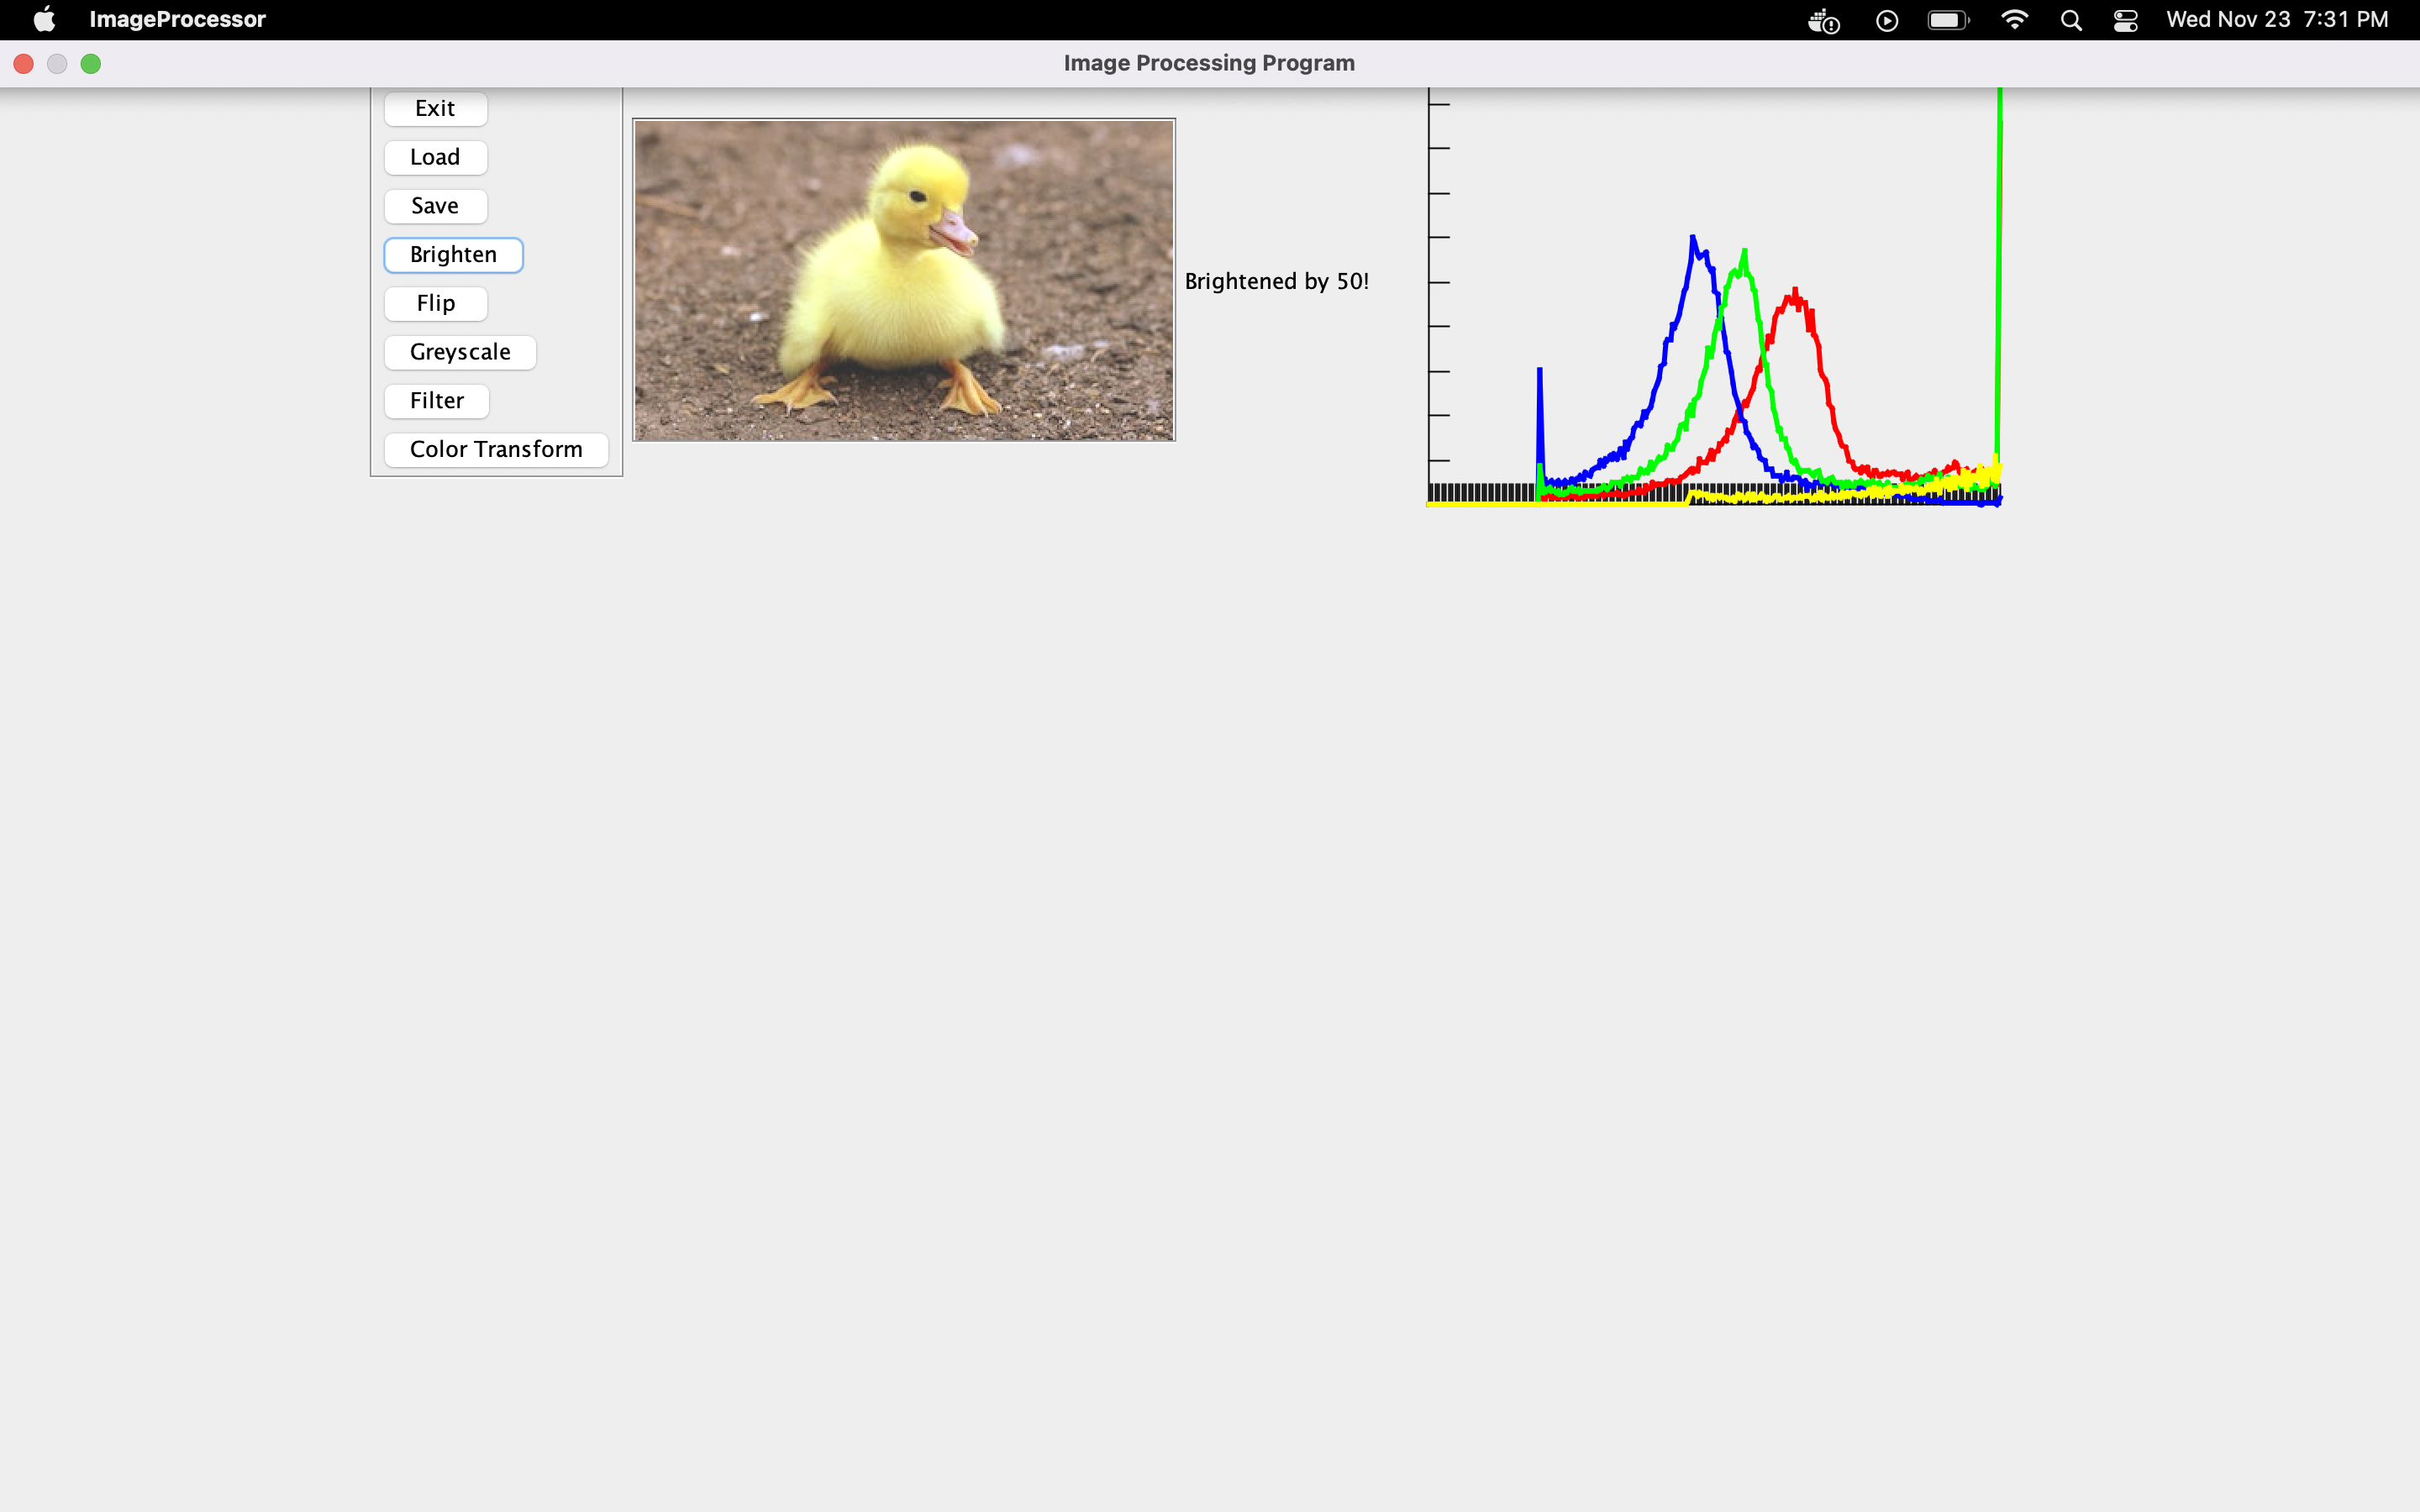 ImageProcessor
Wed Nov 23 7:31 PM
Image Processing Program
Exit
Load
Save
Brighten
Flip
Greyscale
Filter
Color Transform
Brightened by 50!